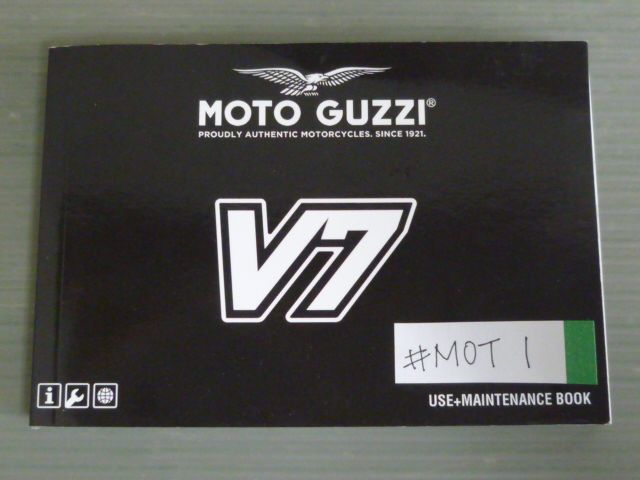 MOTO GUZZI®
PROUDLY AUTHENTIC MOTORCYCLES. SINCE 1921.
V7
#MOT 1
USE+MAINTENANCE BOOK